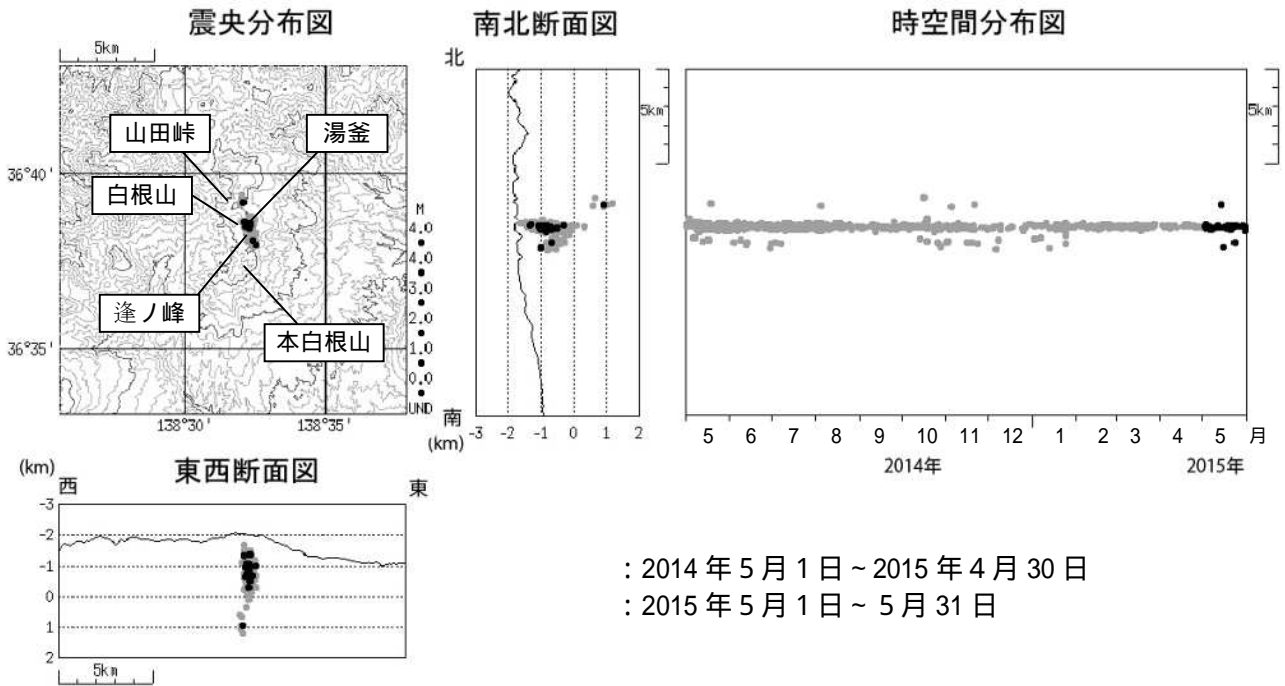 震央分布図
南北断面図
時空間分布図
5km
北
5km
5km
山田峠
湯釜
36°40'
白根山
M
4.0
4.0
3.0
2.0
1.0
0.0
UND
逢ノ峰
本白根山
36°35'
138°30'
138°35'
南
(km)
-3 -2 -1 0 1 2
5 6 7 8 9 10 11 12 1 2 3 4 5 月
2014年
2015年
東西断面図
(km)
西
東
-3
-2
-1
0
1
2
5km
：2014 年 5 月 1 日 ~ 2015 年 4 月 30 日
：2015 年 5 月 1 日 ~ 5 月 31 日